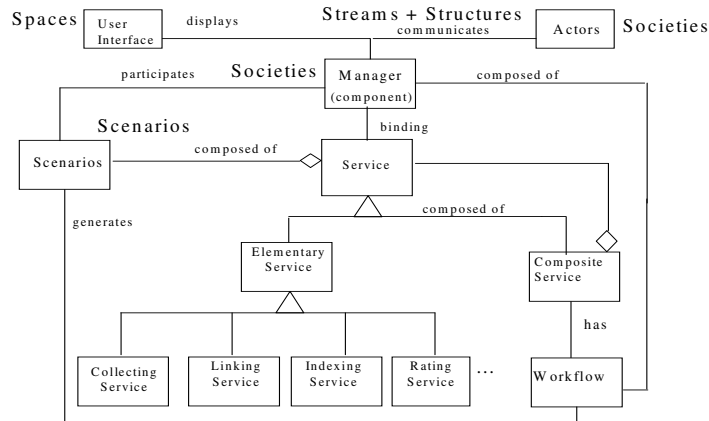 Spaces
User
Interface
displays
Streams + Structures
communicates
Actors
Societies
participates
Societies
Manager
(component)
composed of
Scenarios
binding
Scenarios
composed of
Service
generates
composed of
Elementary
Service
Composite
Service
has
Collecting
Service
Linking
Service
Indexing
Service
Rating
Service
...
Workflow